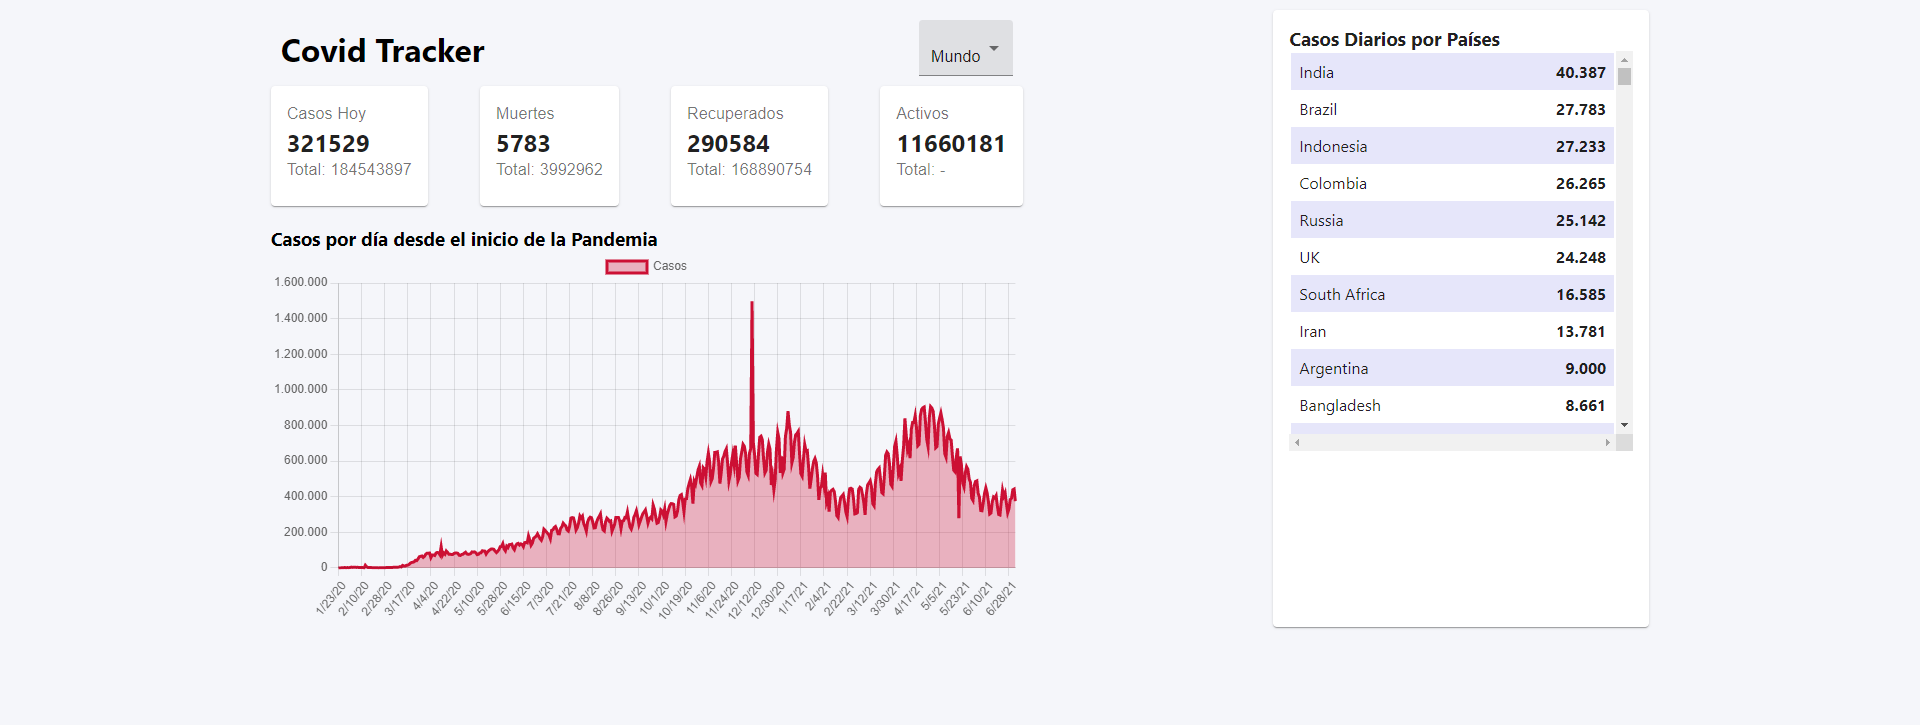 Covid Tracker
Mundo
Casos Hoy
321529
Total: 184543897
Muertes
5783
Total: 3992962
Recuperados
290584
Total: 168890754
Activos
11660181
Total: -
Casos por día desde el inicio de la Pandemia
Casos
1.600.000
1.400.000
1.200.000
1.000.000
800.000
600.000
400.000
200.000
0
1/23/20
2/10/20
2/28/20
3/17/20
4/4/20
4/22/20
5/10/20
5/28/20
6/15/20
7/3/20
7/21/20
8/8/20
8/26/20
9/13/20
10/1/20
10/19/20
11/6/20
11/24/20
12/12/20
12/30/20
1/17/21
2/4/21
2/22/21
3/12/21
3/30/21
4/17/21
5/5/21
5/23/21
6/10/21
6/28/21
Casos Diarios por Países
India 40.387
Brazil 27.783
Indonesia 27.233
Colombia 26.265
Russia 25.142
UK 24.248
South Africa 16.585
Iran 13.781
Argentina 9.000
Bangladesh 8.661